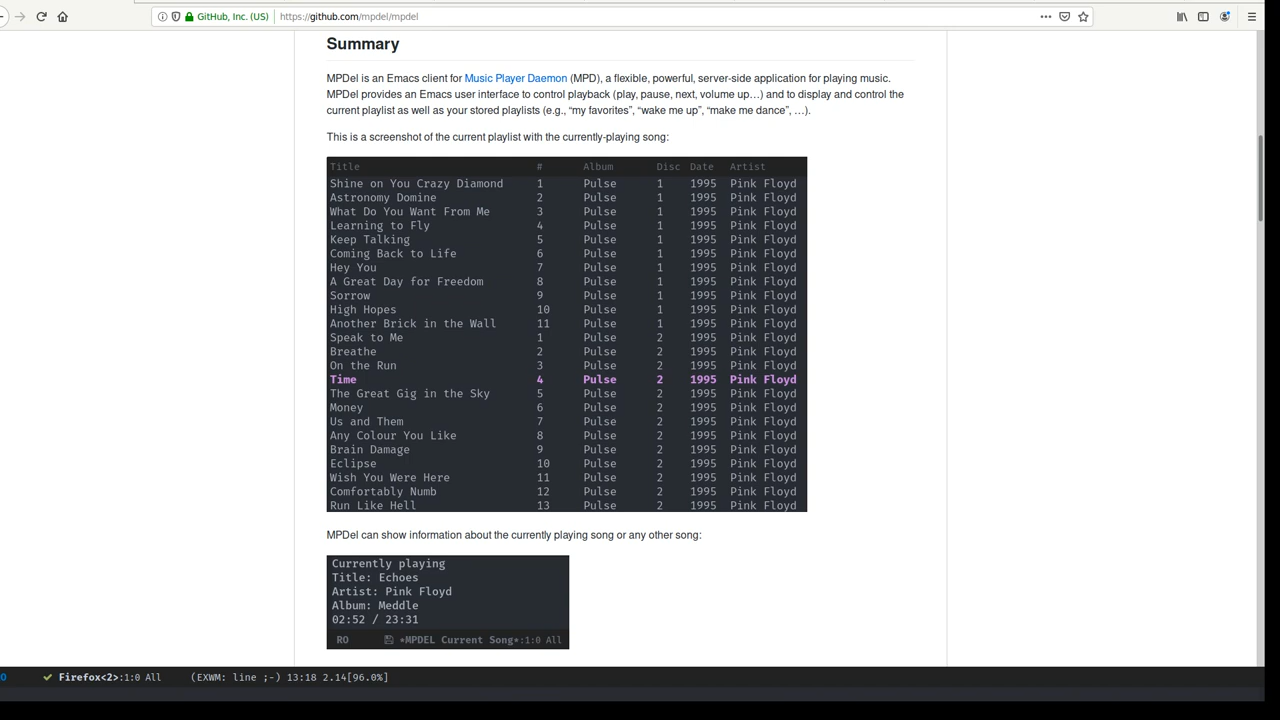 GitHub, Inc. (US) https://github.com/mpdel/mpdel
Summary
MPDel is an Emacs client for Music Player Daemon (MPD), a flexible, powerful, server-side application for playing music.
MPDel provides an Emacs user interface to control playback (play, pause, next, volume up…) and to display and control the
current playlist as well as your stored playlists (e.g., “my favorites”, “wake me up”, “make me dance”, …).
This is a screenshot of the current playlist with the currently-playing song:
Title # Album Disc Date Artist
Shine on You Crazy Diamond 1 Pulse 1 1995 Pink Floyd
Astronomy Domine 2 Pulse 1 1995 Pink Floyd
What Do You Want From Me 3 Pulse 1 1995 Pink Floyd
Learning to Fly 4 Pulse 1 1995 Pink Floyd
Keep Talking 5 Pulse 1 1995 Pink Floyd
Coming Back to Life 6 Pulse 1 1995 Pink Floyd
Hey You 7 Pulse 1 1995 Pink Floyd
A Great Day for Freedom 8 Pulse 1 1995 Pink Floyd
Sorrow 9 Pulse 1 1995 Pink Floyd
High Hopes 10 Pulse 1 1995 Pink Floyd
Another Brick in the Wall 11 Pulse 1 1995 Pink Floyd
Speak to Me 1 Pulse 2 1995 Pink Floyd
Breathe 2 Pulse 2 1995 Pink Floyd
On the Run 3 Pulse 2 1995 Pink Floyd
Time 4 Pulse 2 1995 Pink Floyd
The Great Gig in the Sky 5 Pulse 2 1995 Pink Floyd
Money 6 Pulse 2 1995 Pink Floyd
Us and Them 7 Pulse 2 1995 Pink Floyd
Any Colour You Like 8 Pulse 2 1995 Pink Floyd
Brain Damage 9 Pulse 2 1995 Pink Floyd
Eclipse 10 Pulse 2 1995 Pink Floyd
Wish You Were Here 11 Pulse 2 1995 Pink Floyd
Comfortably Numb 12 Pulse 2 1995 Pink Floyd
Run Like Hell 13 Pulse 2 1995 Pink Floyd
MPDel can show information about the currently playing song or any other song:
Currently playing
Title: Echoes
Artist: Pink Floyd
Album: Meddle
02:52 / 23:31
RO *MPDEL Current Song*:1:0 All
Firefox<2>:1:0 All (EXWM: line ;-) 13:18 2.14[96.0%]